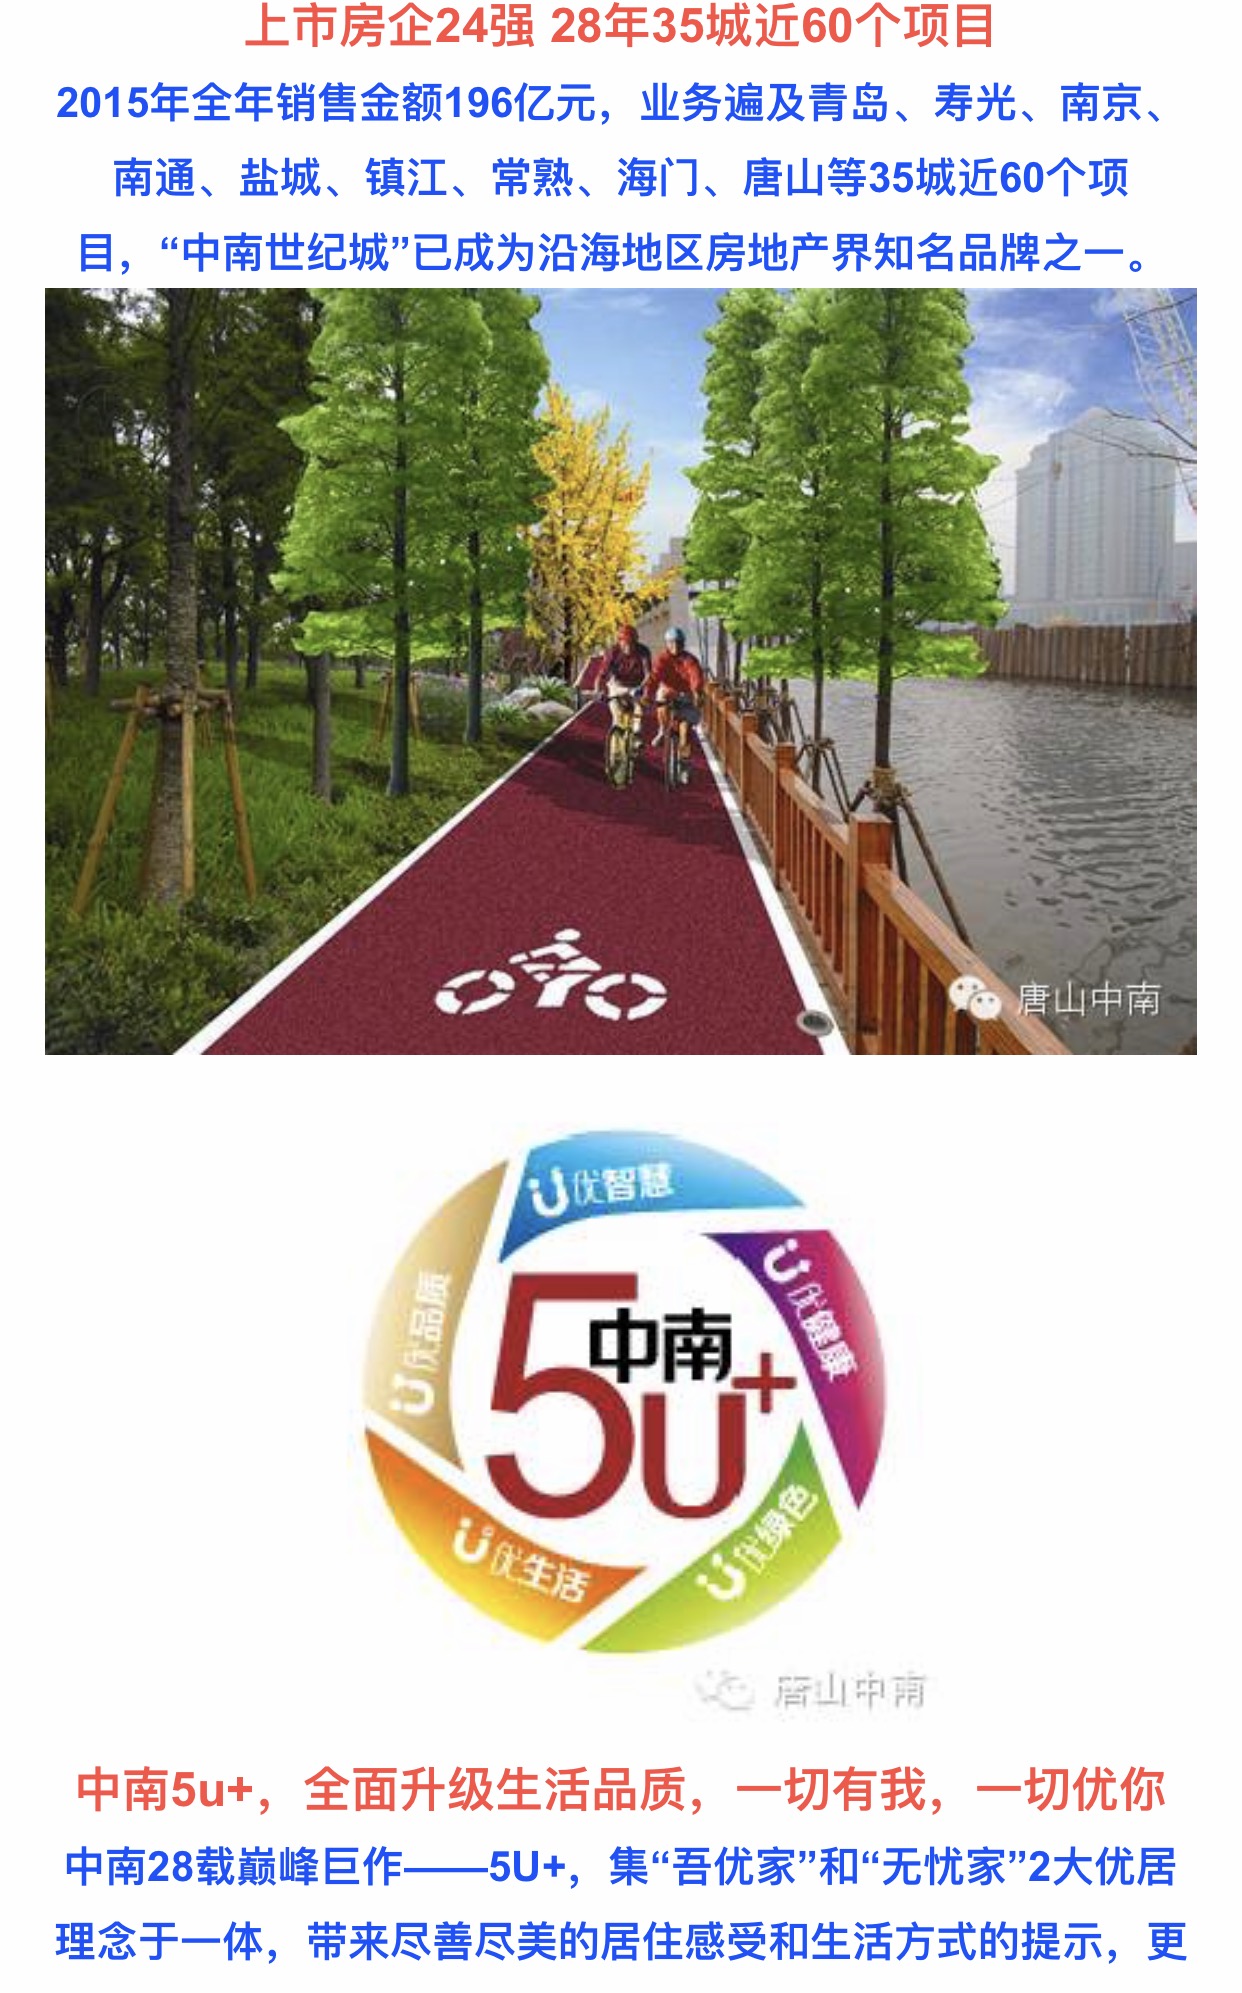 上市房企24强 28年35城近60个项目
2015年全年销售金额196亿元，业务遍及青岛、寿光、南京、
南通、盐城、镇江、常熟、海门、唐山等35城近60个项
目，“中南世纪城”已成为沿海地区房地产界知名品牌之一。
唐山中南
优智慧
优健康
优品质
5中南u+
优生活
优绿色
唐山中南
中南5u+，全面升级生活品质，一切有我，一切优你
中南28载巅峰巨作——5U+，集“吾优家”和“无忧家”2大优居
理念于一体，带来尽善尽美的居住感受和生活方式的提示，更